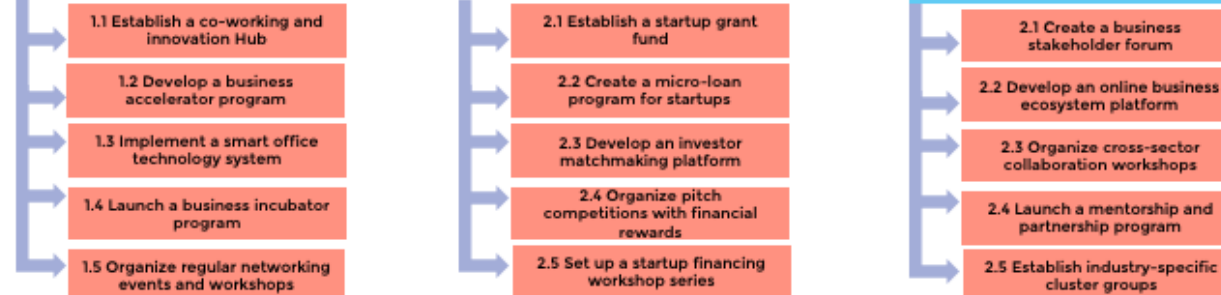 1.1 Establish a co-working and
innovation Hub
1.2 Develop a business
accelerator program
1.3 Implement a smart office
technology system
1.4 Launch a business incubator
program
1.5 Organize regular networking
events and workshops
2.1 Establish a startup grant
fund
2.2 Create a micro-loan
program for startups
2.3 Develop an investor
matchmaking platform
2.4 Organize pitch
competitions with financial
rewards
2.5 Set up a startup financing
workshop series
2.1 Create a business
stakeholder forum
2.2 Develop an online business
ecosystem platform
2.3 Organize cross-sector
collaboration workshops
2.4 Launch a mentorship and
partnership program
2.5 Establish industry-specific
cluster groups